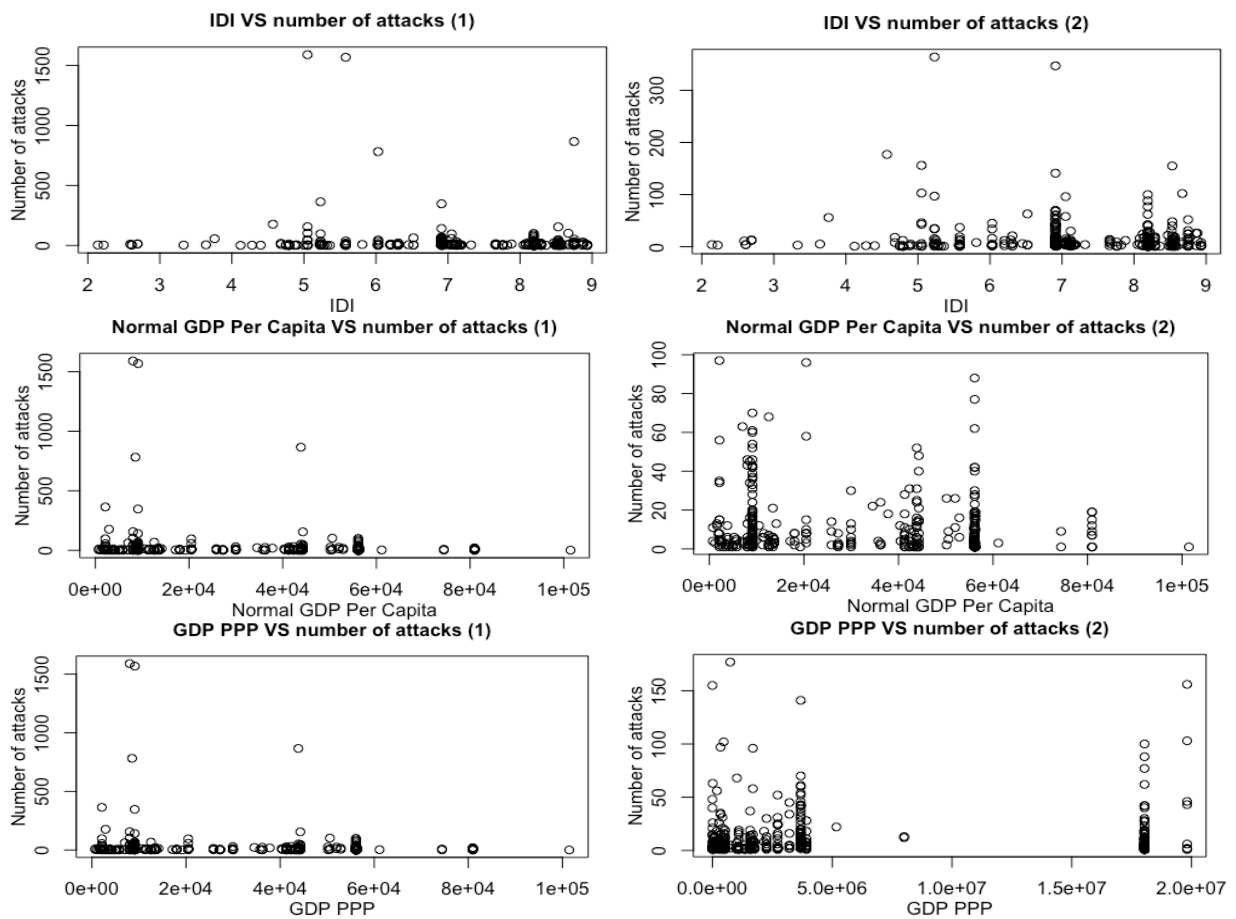 IDI VS number of attacks (1)
Number of attacks
0 500 1000 1500
2 3 4 5 6 7 8 9
IDI
IDI VS number of attacks (2)
Number of attacks
0 100 200 300
2 3 4 5 6 7 8 9
IDI
Normal GDP Per Capita VS number of attacks (1)
Number of attacks
0 500 1000 1500
0e+00 2e+04 4e+04 6e+04 8e+04 1e+05
Normal GDP Per Capita
Normal GDP Per Capita VS number of attacks (2)
Number of attacks
0 20 40 60 80 100
0e+00 2e+04 4e+04 6e+04 8e+04 1e+05
Normal GDP Per Capita
GDP PPP VS number of attacks (1)
Number of attacks
0 500 1000 1500
0e+00 2e+04 4e+04 6e+04 8e+04 1e+05
GDP PPP
GDP PPP VS number of attacks (2)
Number of attacks
0 50 100 150
0.0e+00 5.0e+06 1.0e+07 1.5e+07 2.0e+07
GDP PPP